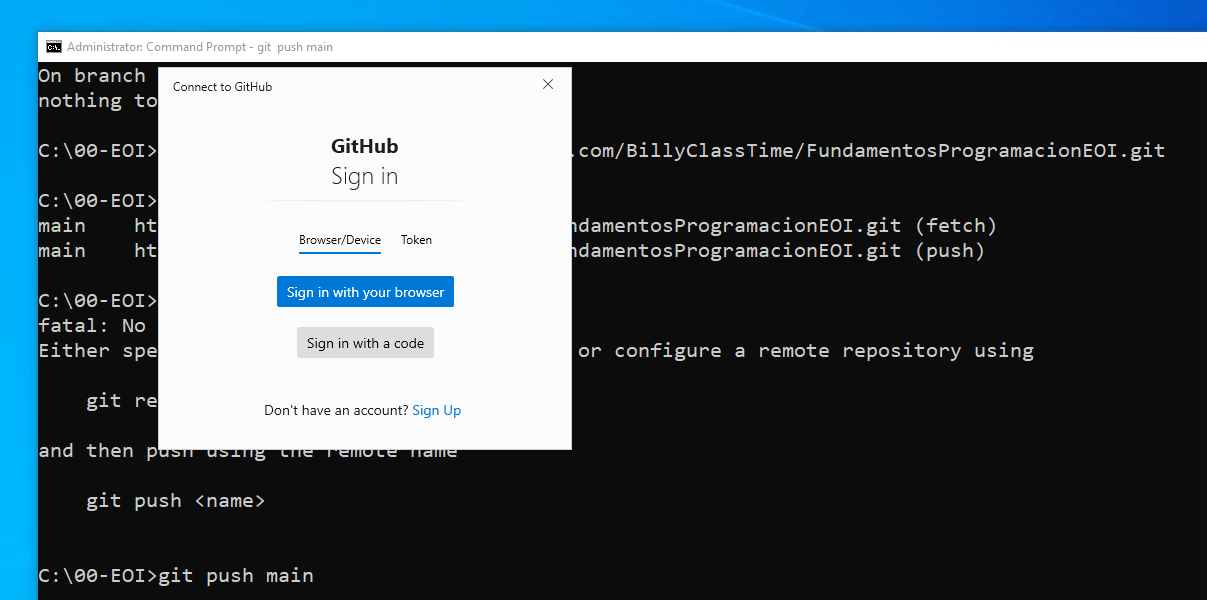 Administrator: Command Prompt - git  push main
On branch
nothing to
C:\00-EOI>
.com/BillyClassTime/FundamentosProgramacionEOI.git
C:\00-EOI>
main    ht
ndamentosProgramacionEOI.git (fetch)
main    ht
ndamentosProgramacionEOI.git (push)
C:\00-EOI>
fatal: No
Either spe
or configure a remote repository using
git re
and then push using the remote name
git push <name>
C:\00-EOI>git push main
Connect to GitHub
GitHub
Sign in
Browser/Device    Token
Sign in with your browser
Sign in with a code
Don't have an account? Sign Up